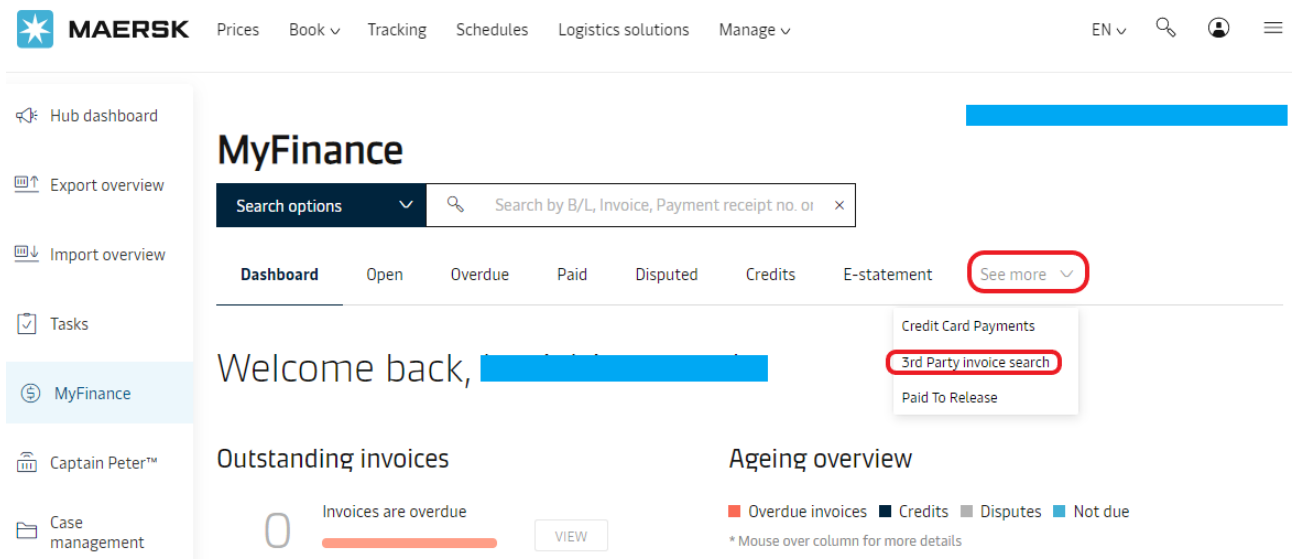 MAERSK Prices Book Tracking Schedules Logistics solutions Manage EN
Hub dashboard
Export overview
Import overview
Tasks
MyFinance
Captain Peter™
Case
management
MyFinance
Search options Search by B/L, Invoice, Payment receipt no. or ×
Dashboard Open Overdue Paid Disputed Credits E-statement See more
Credit Card Payments
3rd Party invoice search
Paid To Release
Welcome back,
Outstanding invoices
0 Invoices are overdue VIEW
Ageing overview
Overdue invoices Credits Disputes Not due
* Mouse over column for more details